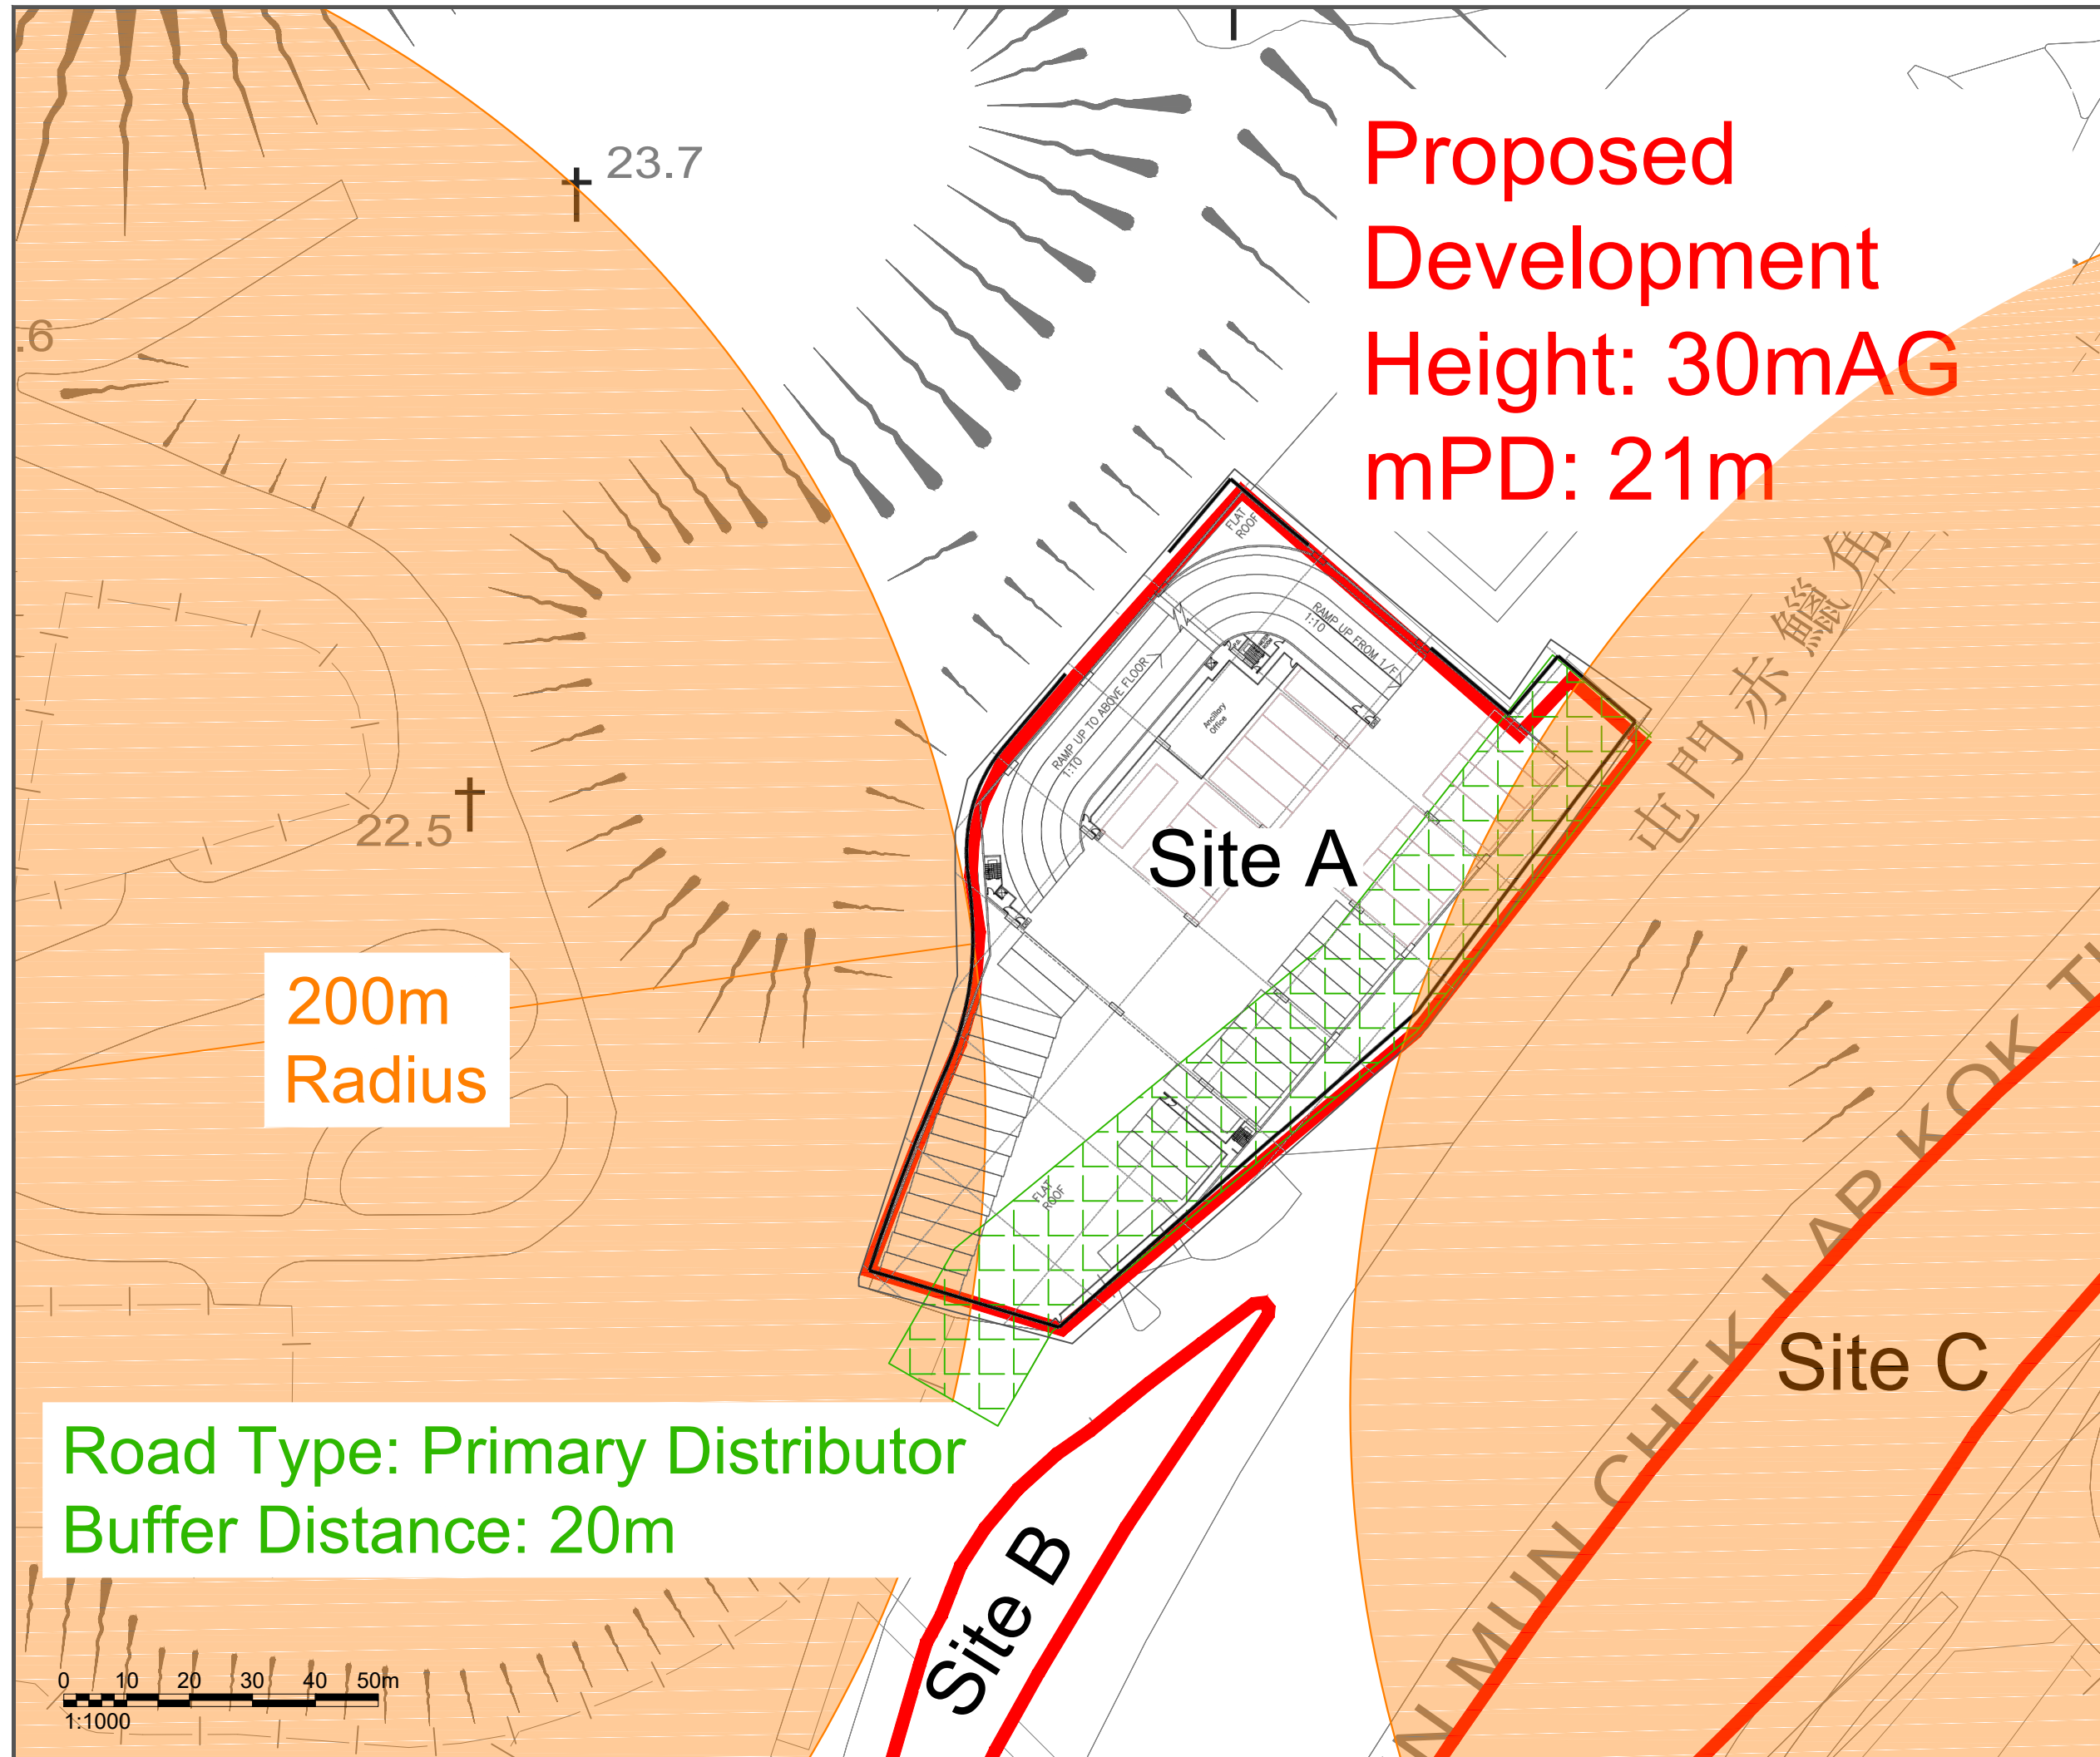 23.7
Proposed
Development
Height: 30mAG
mPD: 21m
.6
FLAT
ROOF
屯門赤鱲角
RAMP UP FROM 1/F
1:10
RAMP UP TO ABOVE FLOOR
1:10
Ancillary
Office
22.5
Site A
200m
Radius
FLAT
ROOF
Site C
N MUN CHEK LAP KOK TU
Road Type: Primary Distributor
Buffer Distance: 20m
Site B
0 10 20 30 40 50m
1:1000